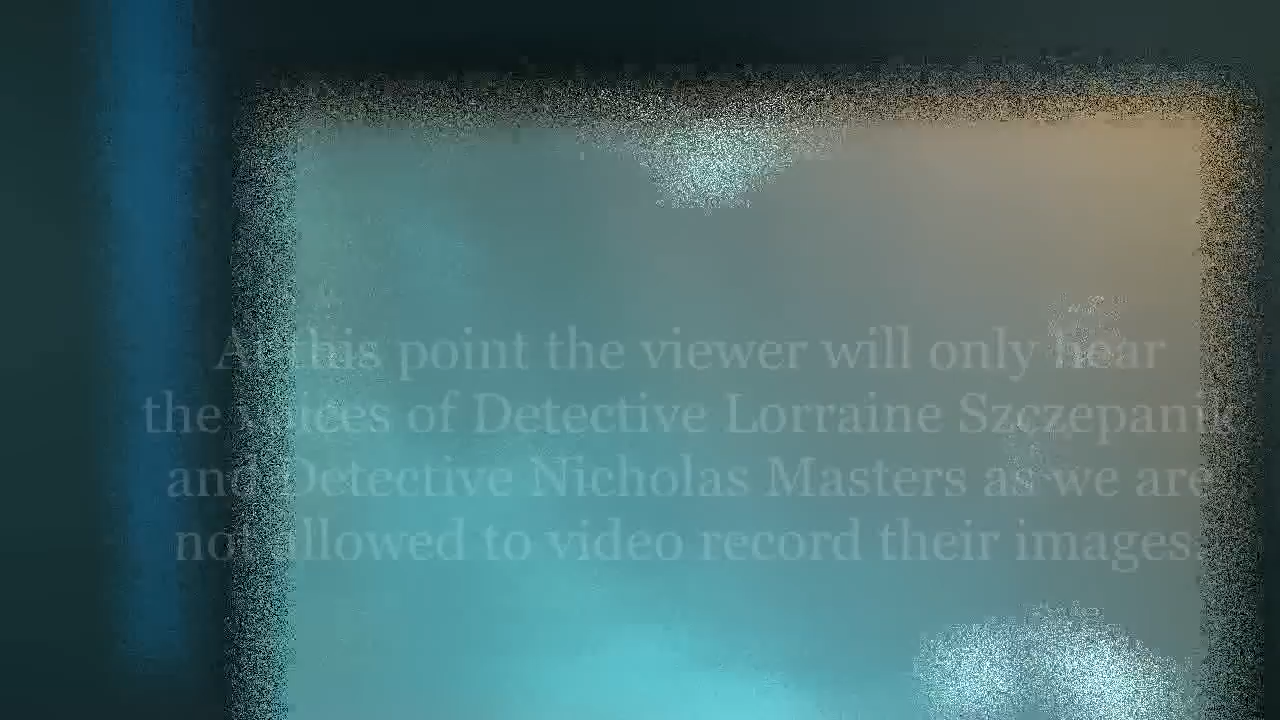 At this point the viewer will only hear
the voices of Detective Lorraine Szczepanik
and Detective Nicholas Masters as we are
not allowed to video record their images.